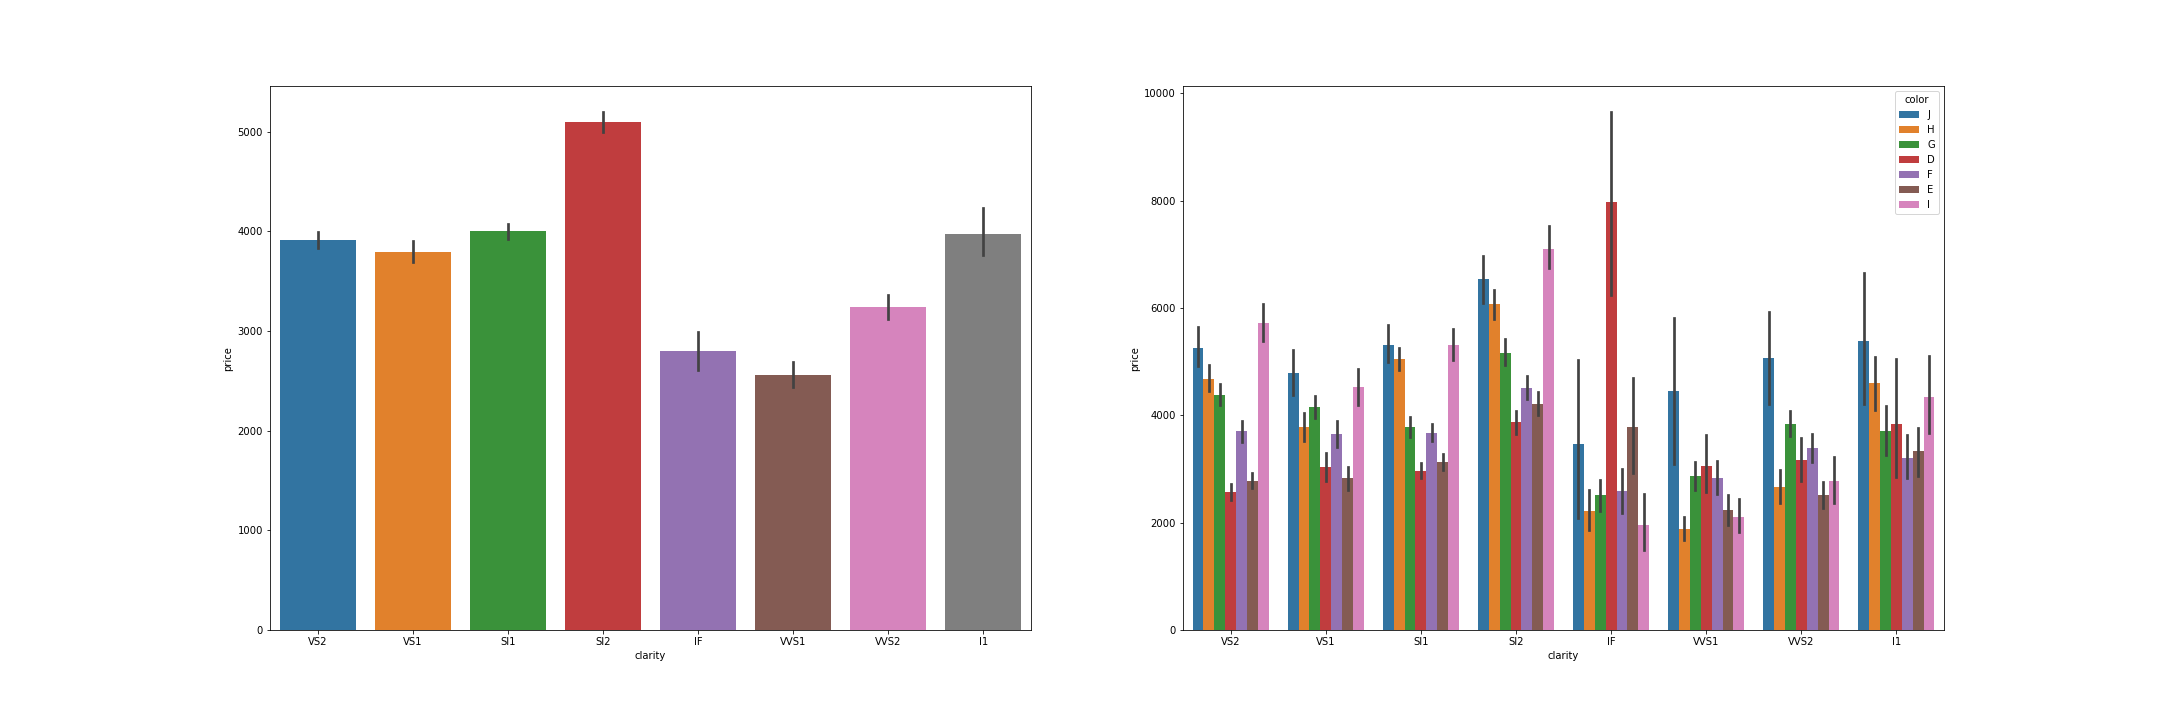 5000
4000
3000
2000
1000
0
price
VS2 VS1 SI1 SI2 IF VVS1 VVS2 I1
clarity
10000
8000
6000
4000
2000
0
price
color
J
H
G
D
F
E
I
VS2 VS1 SI1 SI2 IF VVS1 VVS2 I1
clarity